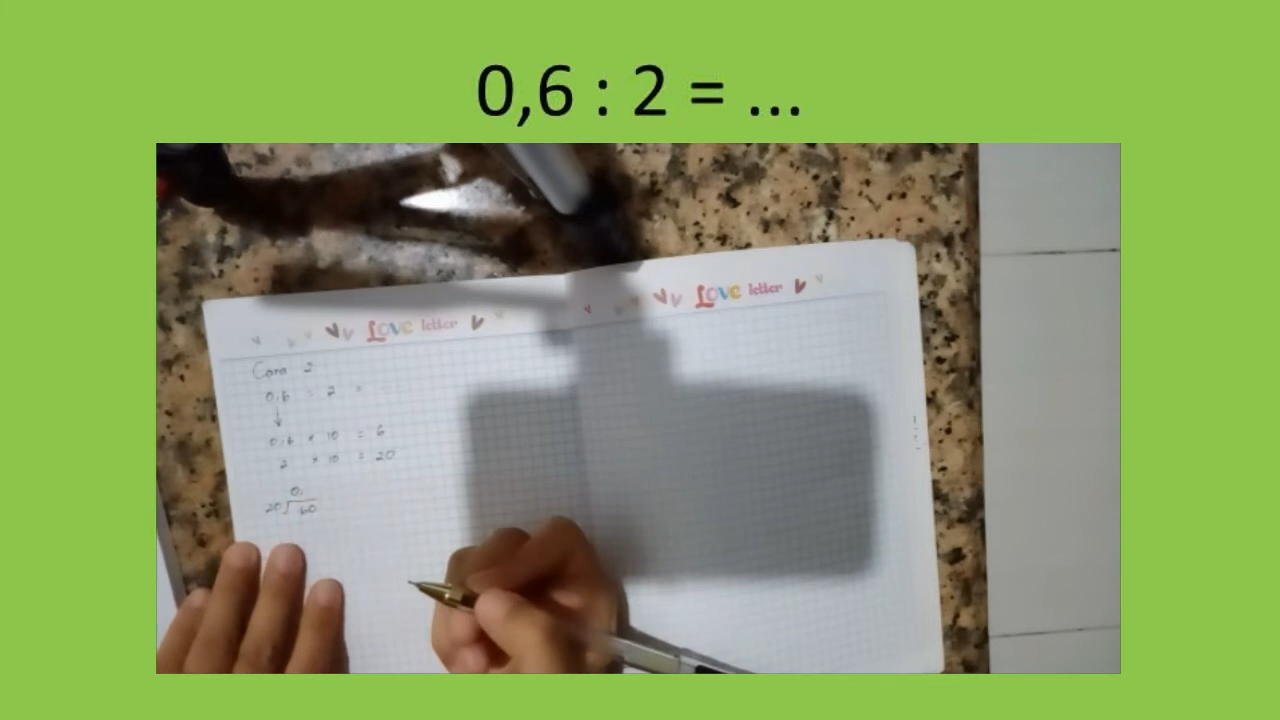 0,6 : 2 = ...
Love letter
Love letter
Cara 2
0,6 : 2 =
0,6 x 10 = 6
2 x 10 = 20
0,
20 60